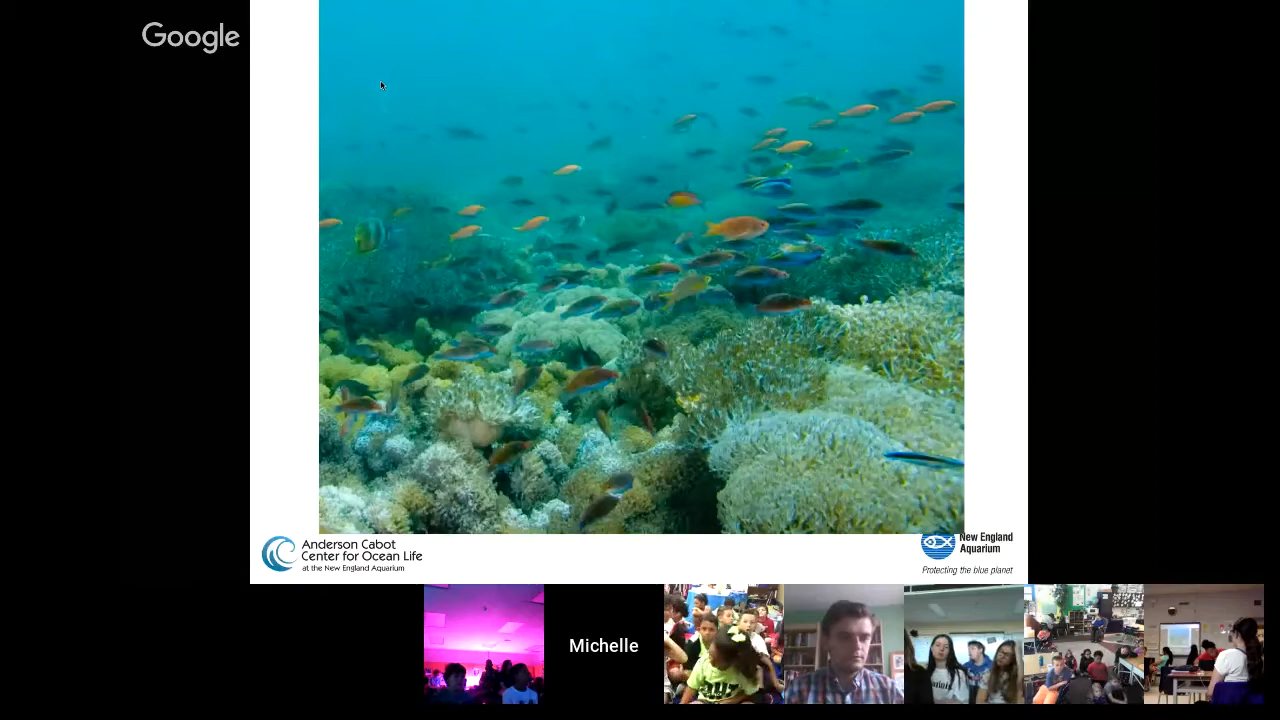 Google
Anderson Cabot
Center for Ocean Life
at the New England Aquarium
New England
Aquarium
Protecting the blue planet
Michelle